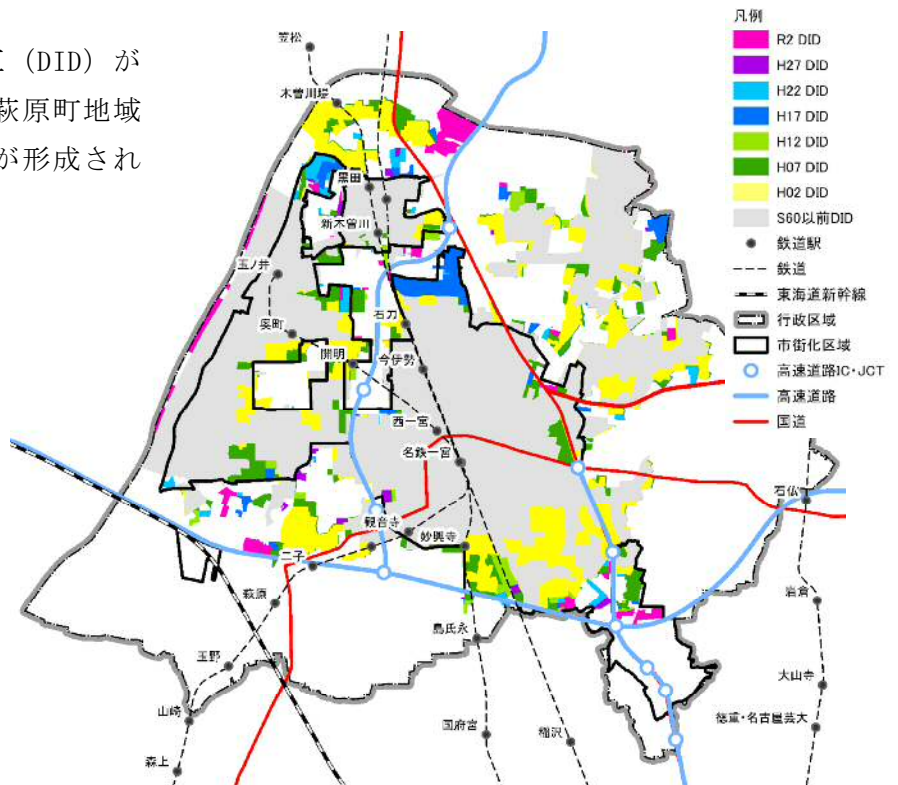 （DID）が
萩原町地域
が形成され
凡例
R2 DID
H27 DID
H22 DID
H17 DID
H12 DID
H07 DID
H02 DID
S60以前DID
鉄道駅
鉄道
東海道新幹線
行政区域
市街化区域
高速道路IC・JCT
高速道路
国道
笠松
木曽川堤
黒田
新木曽川
玉ノ井
石刀
奥町
開明
今伊勢
西一宮
名鉄一宮
石仏
観音寺
妙興寺
二子
萩原
岩倉
島氏永
玉野
大山寺
山崎
国府宮
稲沢
徳重・名古屋芸大
森上